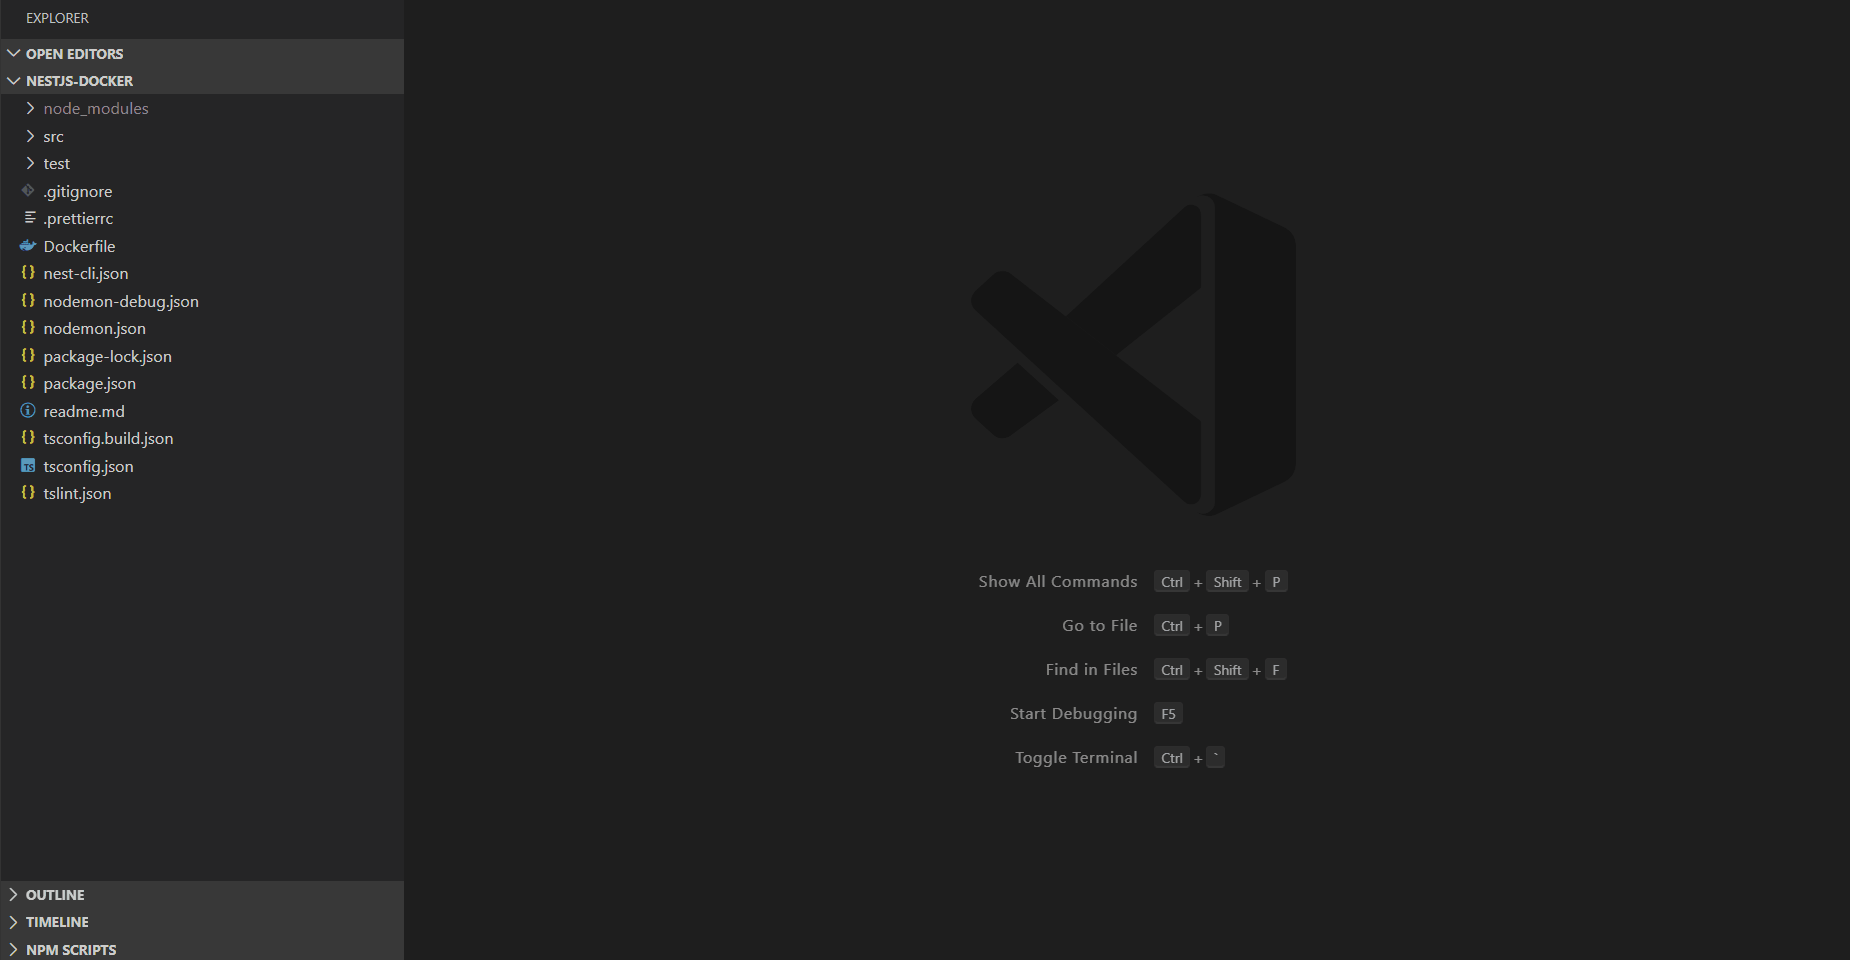 EXPLORER
OPEN EDITORS
NESTJS-DOCKER
node_modules
src
test
.gitignore
.prettierrc
Dockerfile
{} nest-cli.json
{} nodemon-debug.json
{} nodemon.json
{} package-lock.json
{} package.json
readme.md
{} tsconfig.build.json
TS tsconfig.json
{} tslint.json
OUTLINE
TIMELINE
NPM SCRIPTS
Show All Commands Ctrl + Shift + P
Go to File Ctrl + P
Find in Files Ctrl + Shift + F
Start Debugging F5
Toggle Terminal Ctrl + `